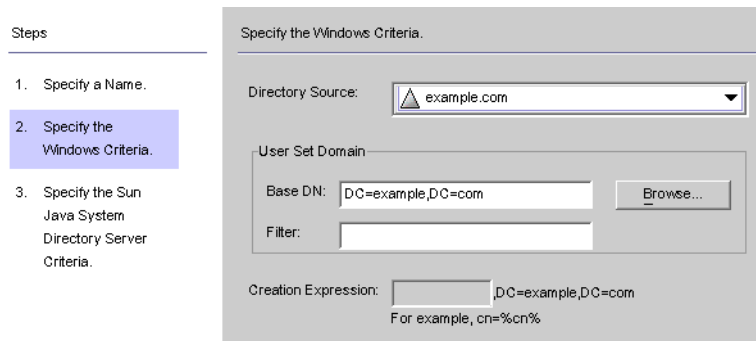 Steps
1. Specify a Name.
2. Specify the
Windows Criteria.
3. Specify the Sun
Java System
Directory Server
Criteria.
Specify the Windows Criteria.
Directory Source:
example.com
User Set Domain
Base DN:
DC=example,DC=com
Browse...
Filter:
Creation Expression:
,DC=example,DC=com
For example, cn=%cn%